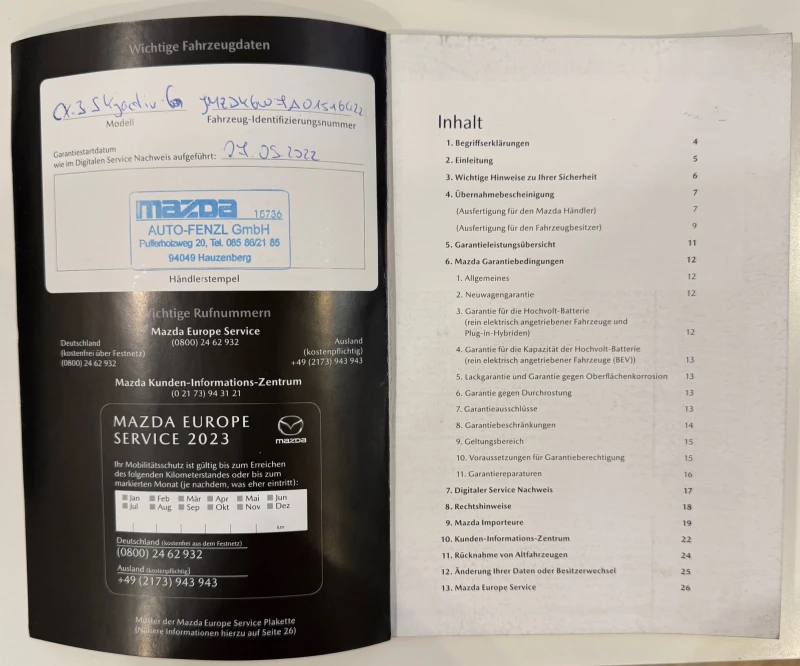 Wichtige Fahrzeugdaten
CX-3 Skyactiv-G
Modell
Fahrzeug-Identifizierungsnummer
Garantiestartdatum
wie im Digitalen Service Nachweis aufgeführt: 07.09.2022
mazda 15736
AUTO-FENZL GmbH
Pufferholzweg 20, Tel. 085 86/21 85
94049 Hauzenberg
Händlerstempel
Wichtige Rufnummern
Mazda Europe Service
(0800) 24 62 932
Deutschland
(kostenfrei über Festnetz)
(0800) 24 62 932
Ausland
(kostenpflichtig)
+49 (2173) 943 943
Mazda Kunden-Informations-Zentrum
(0 21 73) 94 31 21
MAZDA EUROPE
SERVICE 2023
mazda
Ihr Mobilitätsschutz ist gültig bis zum Erreichen
des folgenden Kilometerstandes oder bis zum
markierten Monat (je nachdem, was eher eintritt):
Jan Feb Mär Apr Mai Jun
Jul Aug Sep Okt Nov Dez
km
Deutschland (kostenfrei aus dem Festnetz)
(0800) 24 62 932
Ausland (kostenpflichtig)
+49 (2173) 943 943
Muster der Mazda Europe Service Plakette
(Nähere Informationen hierzu auf Seite 26)
Inhalt
1. Begriffserklärungen 4
2. Einleitung 5
3. Wichtige Hinweise zu Ihrer Sicherheit 6
4. Übernahmebescheinigung 7
(Ausfertigung für den Mazda Händler) 7
(Ausfertigung für den Fahrzeugbesitzer) 9
5. Garantieleistungsübersicht 11
6. Mazda Garantiebedingungen 12
1. Allgemeines 12
2. Neuwagengarantie 12
3. Garantie für die Hochvolt-Batterie
(rein elektrisch angetriebener Fahrzeuge und
Plug-in-Hybriden) 12
4. Garantie für die Kapazität der Hochvolt-Batterie
(rein elektrisch angetriebener Fahrzeuge (BEV)) 13
5. Lackgarantie und Garantie gegen Oberflächenkorrosion 13
6. Garantie gegen Durchrostung 13
7. Garantieausschlüsse 13
8. Garantiebeschränkungen 14
9. Geltungsbereich 15
10. Voraussetzungen für Garantieberechtigung 15
11. Garantiereparaturen 16
7. Digitaler Service Nachweis 17
8. Rechtshinweise 18
9. Mazda Importeure 19
10. Kunden-Informations-Zentrum 22
11. Rücknahme von Altfahrzeugen 24
12. Änderung Ihrer Daten oder Besitzerwechsel 25
13. Mazda Europe Service 26